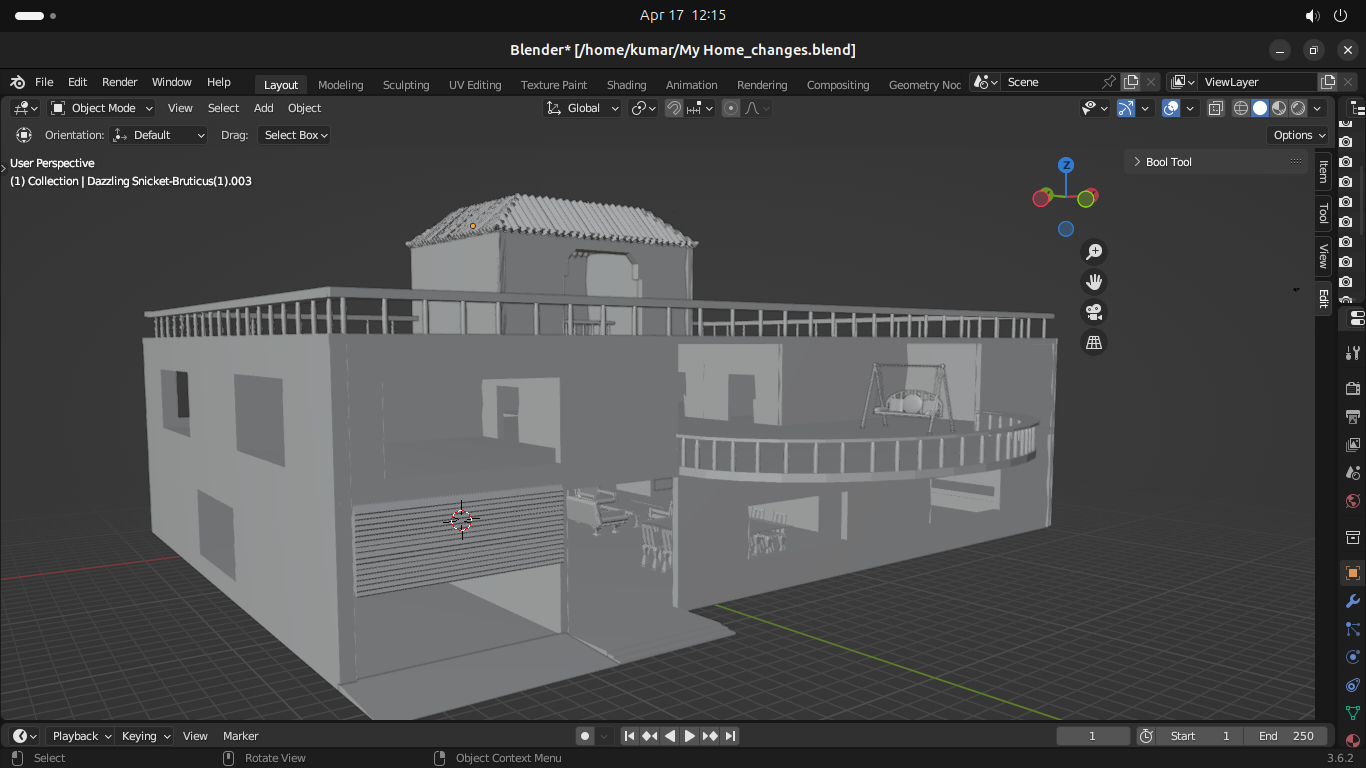 Apr 17 12:15
Blender* [/home/kumar/My Home_changes.blend]
File Edit Render Window Help Layout Modeling Sculpting UV Editing Texture Paint Shading Animation Rendering Compositing Geometry Noc Scene ViewLayer
Object Mode View Select Add Object Global
Orientation: Default Drag: Select Box Options
User Perspective
(1) Collection | Dazzling Snicket-Bruticus(1).003
Bool Tool
Z
Item
Tool
View
Edit
Playback Keying View Marker 1 Start 1 End 250
Select Rotate View Object Context Menu 3.6.2